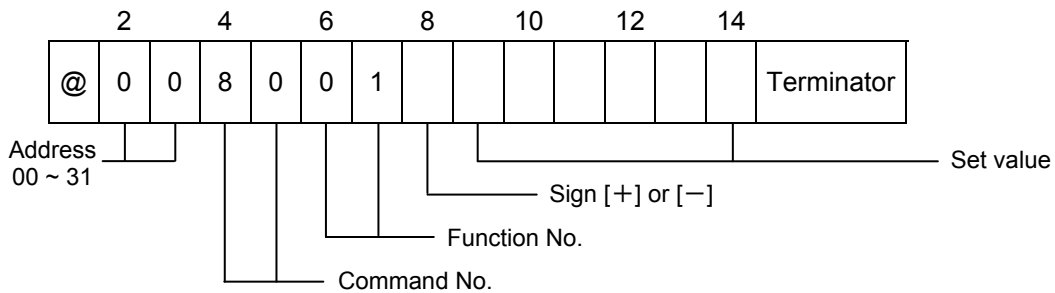 2 4 6 8 10 12 14
@ 0 0 8 0 0 1 Terminator
Address
00 ~ 31
Set value
Sign [+] or [−]
Function No.
Command No.